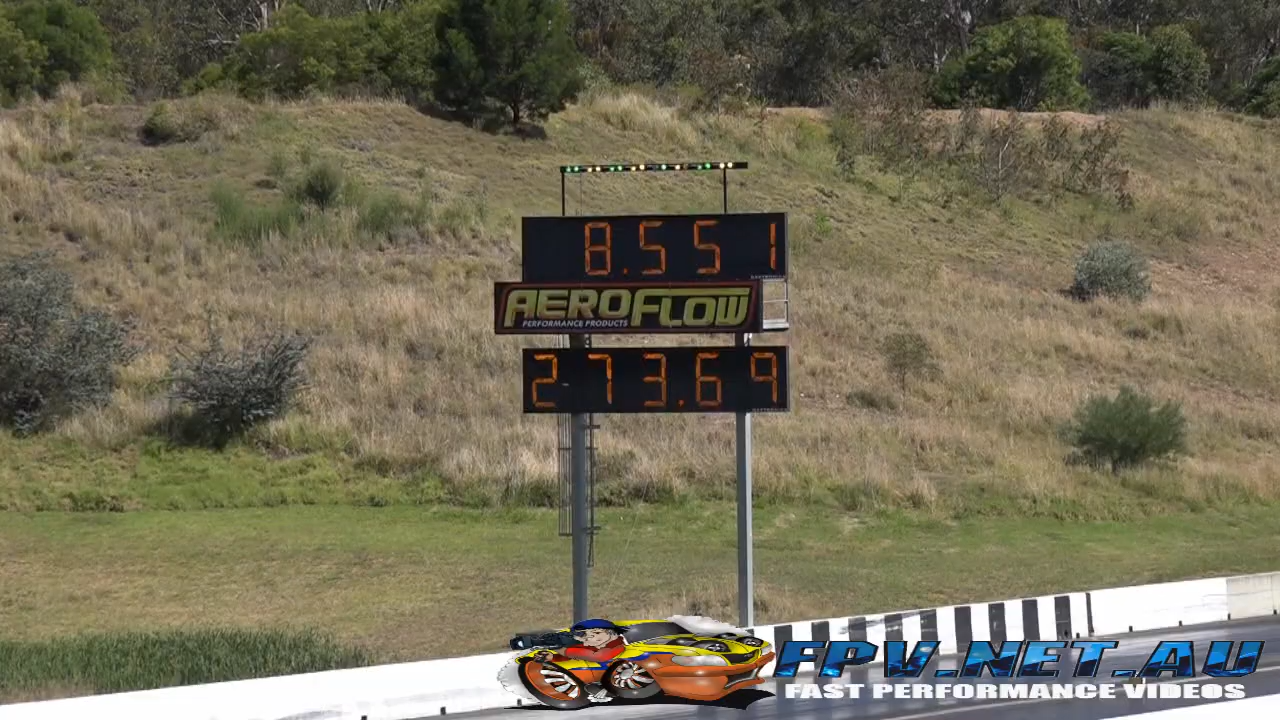 8.551
AEROFLOW
PERFORMANCE PRODUCTS
273.69
FPV.NET.AU
FAST PERFORMANCE VIDEOS